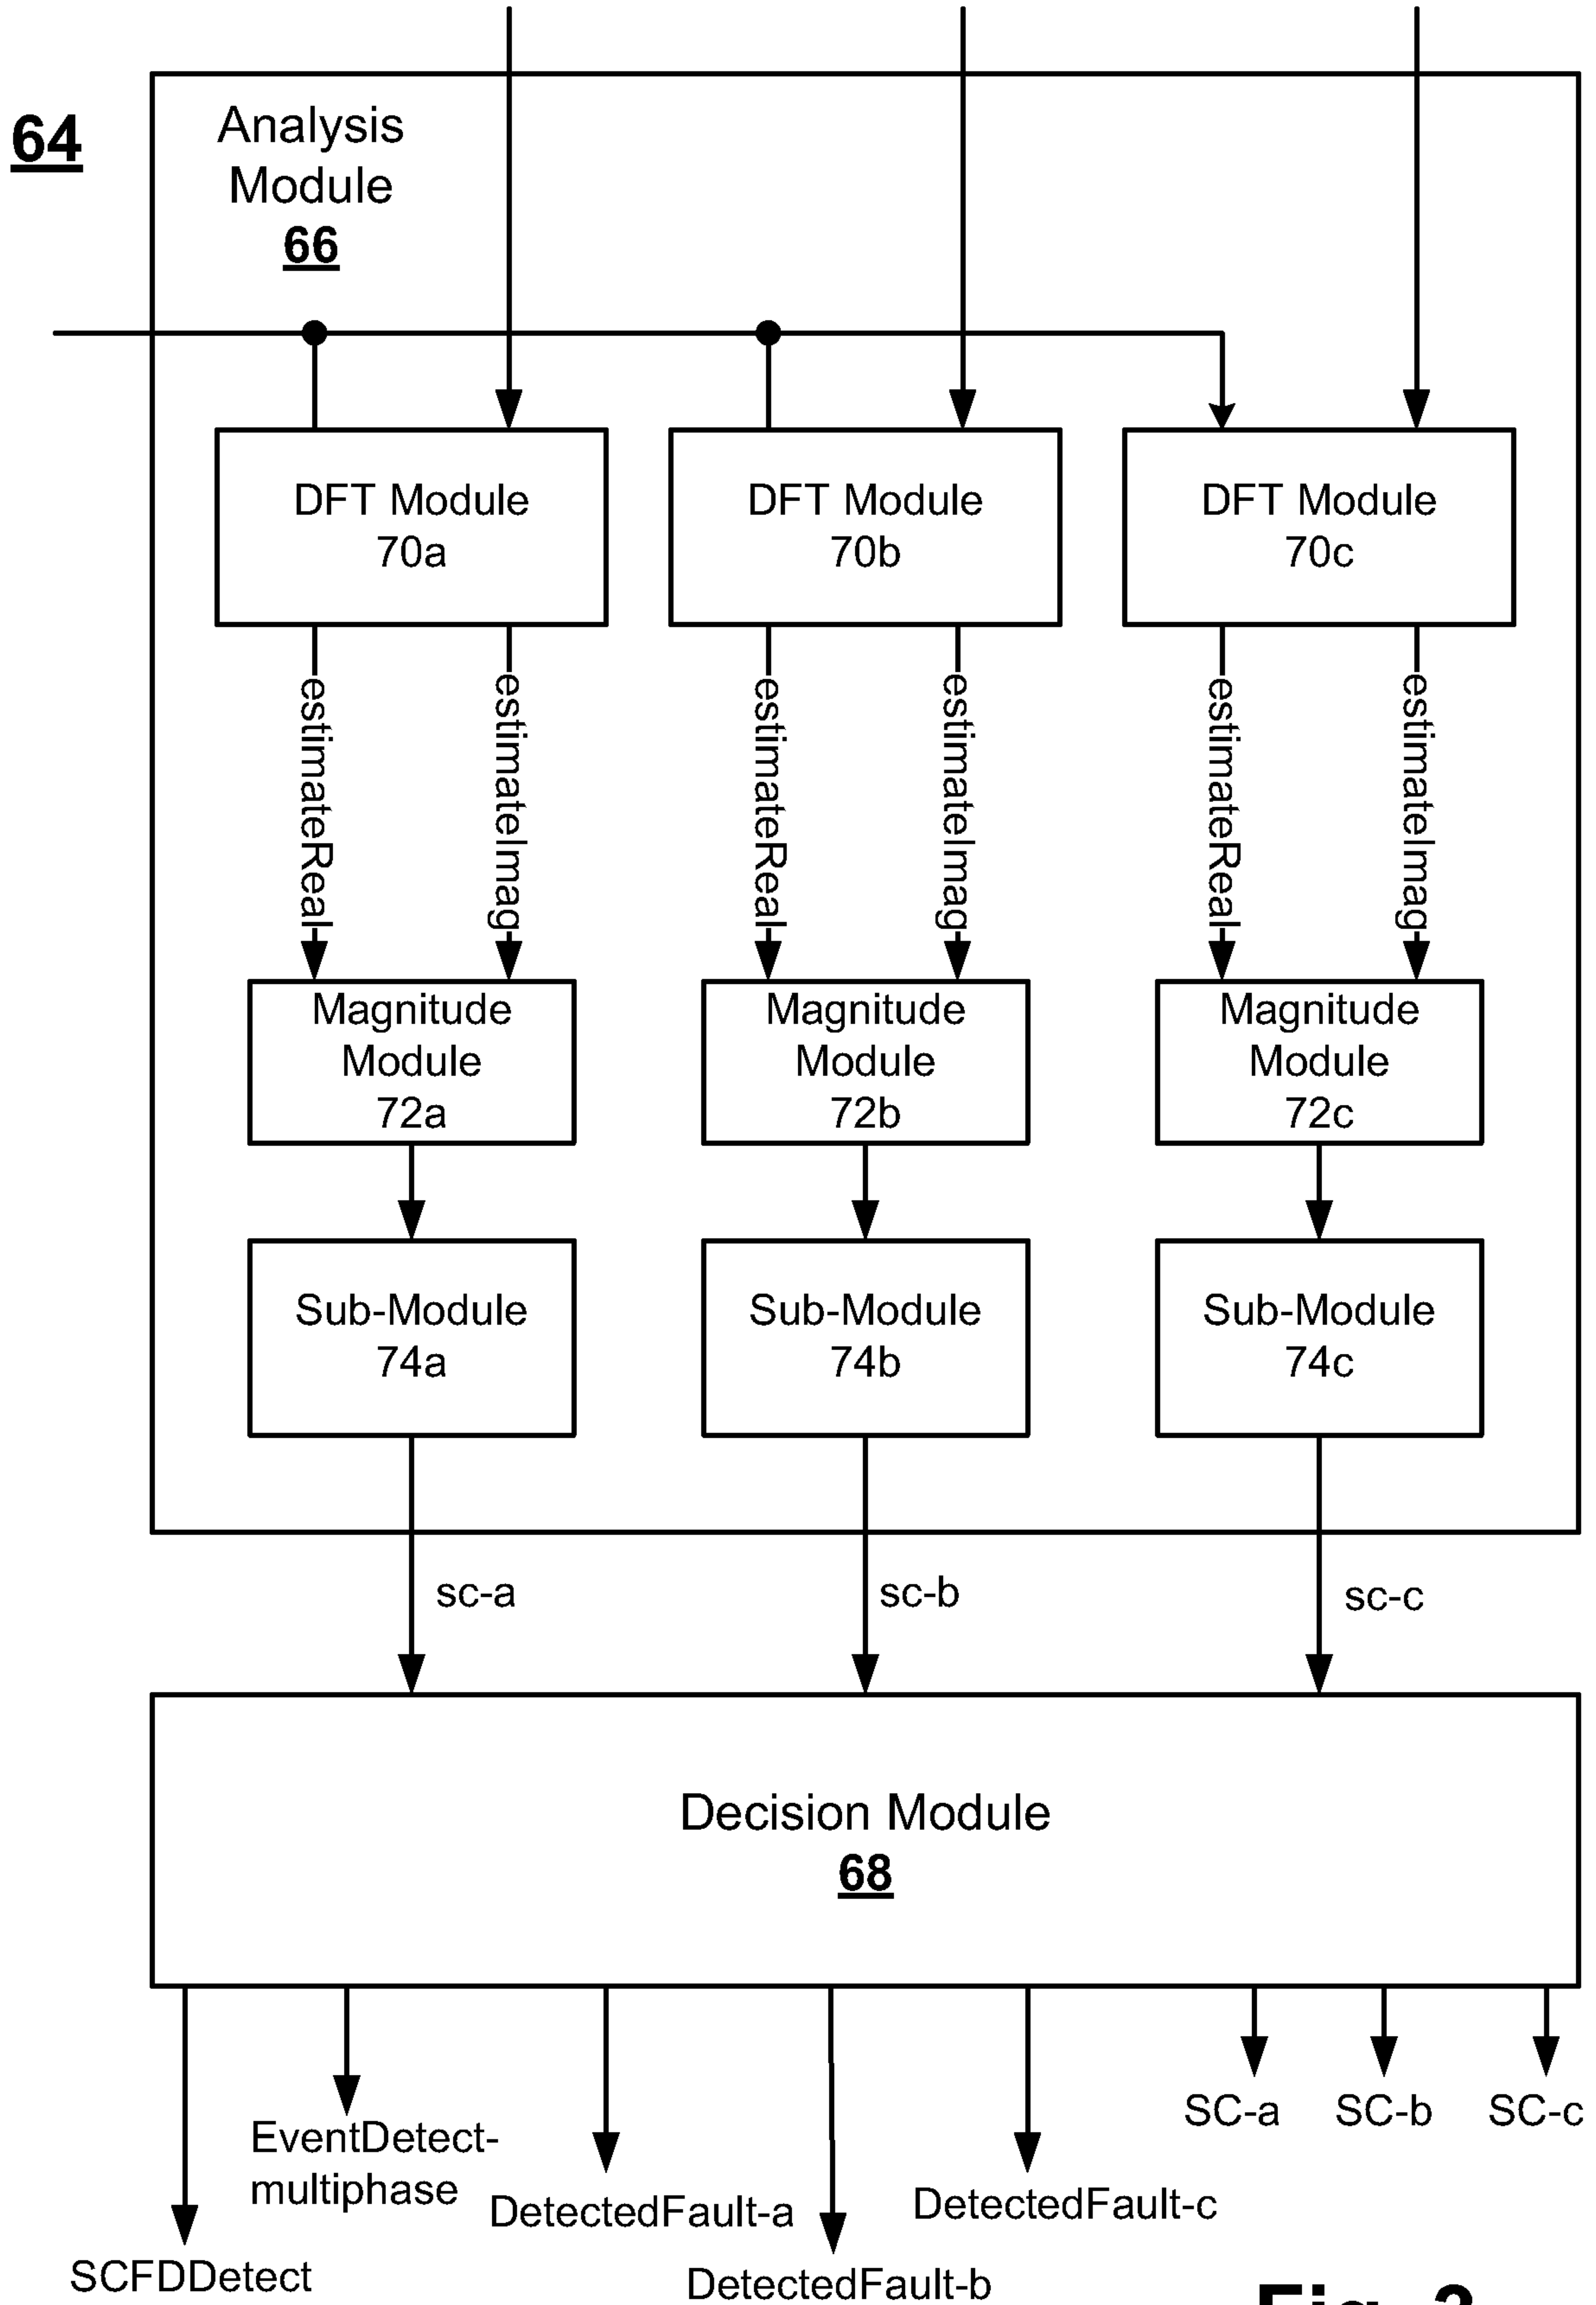 64
Analysis
Module
66
DFT Module
70a
DFT Module
70b
DFT Module
70c
estimateReal
estimateImag
estimateReal
estimateImag
estimateReal
estimateImag
Magnitude
Module
72a
Magnitude
Module
72b
Magnitude
Module
72c
Sub-Module
74a
Sub-Module
74b
Sub-Module
74c
sc-a
sc-b
sc-c
Decision Module
68
SC-a
SC-b
SC-c
EventDetect-
multiphase
DetectedFault-a
DetectedFault-c
SCFDDetect
DetectedFault-b